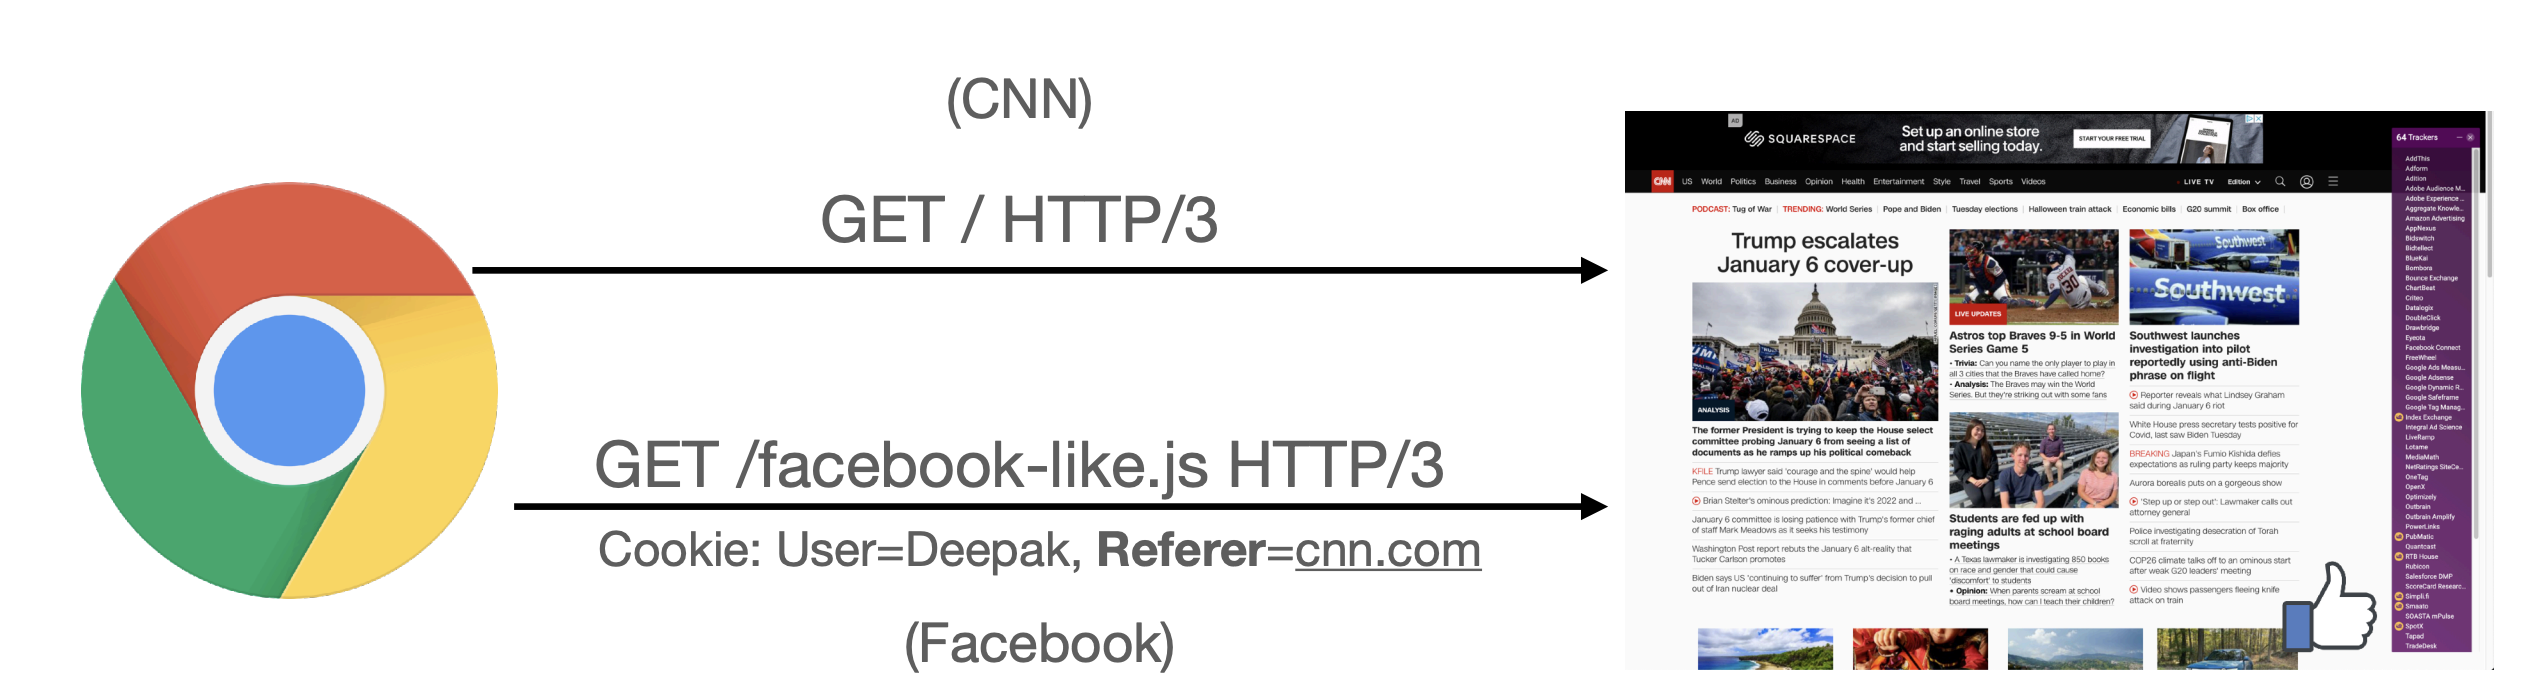 (CNN)
GET / HTTP/3
GET /facebook-like.js HTTP/3
Cookie: User=Deepak, Referer=cnn.com
(Facebook)
AD
SQUARESPACE
Set up an online store
and start selling today.
START YOUR FREE TRIAL
CNN US World Politics Business Opinion Health Entertainment Style Travel Sports Videos
LIVE TV Edition
PODCAST: Tug of War TRENDING: World Series Pope and Biden Tuesday elections Halloween train attack Economic bills G20 summit Box office
Trump escalates
January 6 cover-up
ANALYSIS
The former President is trying to keep the House select
committee probing January 6 from seeing a list of
documents as he ramps up his political comeback
KFILE Trump lawyer said 'courage and the spine' would help
Pence send election to the House in comments before January 6
Brian Stelter's ominous prediction: Imagine it's 2022 and ...
January 6 committee is losing patience with Trump's former chief
of staff Mark Meadows as it seeks his testimony
Washington Post report rebuts the January 6 alt-reality that
Tucker Carlson promotes
Biden says US 'continuing to suffer' from Trump's decision to pull
out of Iran nuclear deal
30
LIVE UPDATES
Astros top Braves 9-5 in World
Series Game 5
• Trivia: Can you name the only player to play in
all 3 cities that the Braves have called home?
• Analysis: The Braves may win the World
Series. But they're striking out with some fans
Students are fed up with
raging adults at school board
meetings
• A Texas lawmaker is investigating 850 books
on race and gender that could cause
'discomfort' to students
• Opinion: When parents scream at school
board meetings, how can I teach their children?
Southwest
Southwest
Southwest launches
investigation into pilot
reportedly using anti-Biden
phrase on flight
Reporter reveals what Lindsey Graham
said during January 6 riot
White House press secretary tests positive for
Covid, last saw Biden Tuesday
BREAKING Japan's Fumio Kishida defies
expectations as ruling party keeps majority
Aurora borealis puts on a gorgeous show
'Step up or step out': Lawmaker calls out
attorney general
Police investigating desecration of Torah
scroll at fraternity
COP26 climate talks off to an ominous start
after weak G20 leaders' meeting
Video shows passengers fleeing knife
attack on train
64 Trackers
AddThis
Adform
Adition
Adobe Audience M...
Adobe Experience ...
Aggregate Knowle...
Amazon Advertising
AppNexus
Bidswitch
Bidtellect
BlueKai
Bombora
Bounce Exchange
ChartBeat
Criteo
Datalogix
DoubleClick
Drawbridge
Eyeota
Facebook Connect
FreeWheel
Google Ads Measu...
Google Adsense
Google Dynamic R...
Google Safeframe
Google Tag Manag...
Index Exchange
Integral Ad Science
LiveRamp
Lotame
MediaMath
NetRatings SiteCe...
OneTag
OpenX
Optimizely
Outbrain
Outbrain Amplify
PowerLinks
PubMatic
Quantcast
RTB House
Rubicon
Salesforce DMP
ScoreCard Researc...
Simpli.fi
Smaato
SOASTA mPulse
SpotX
Tapad
TradeDesk